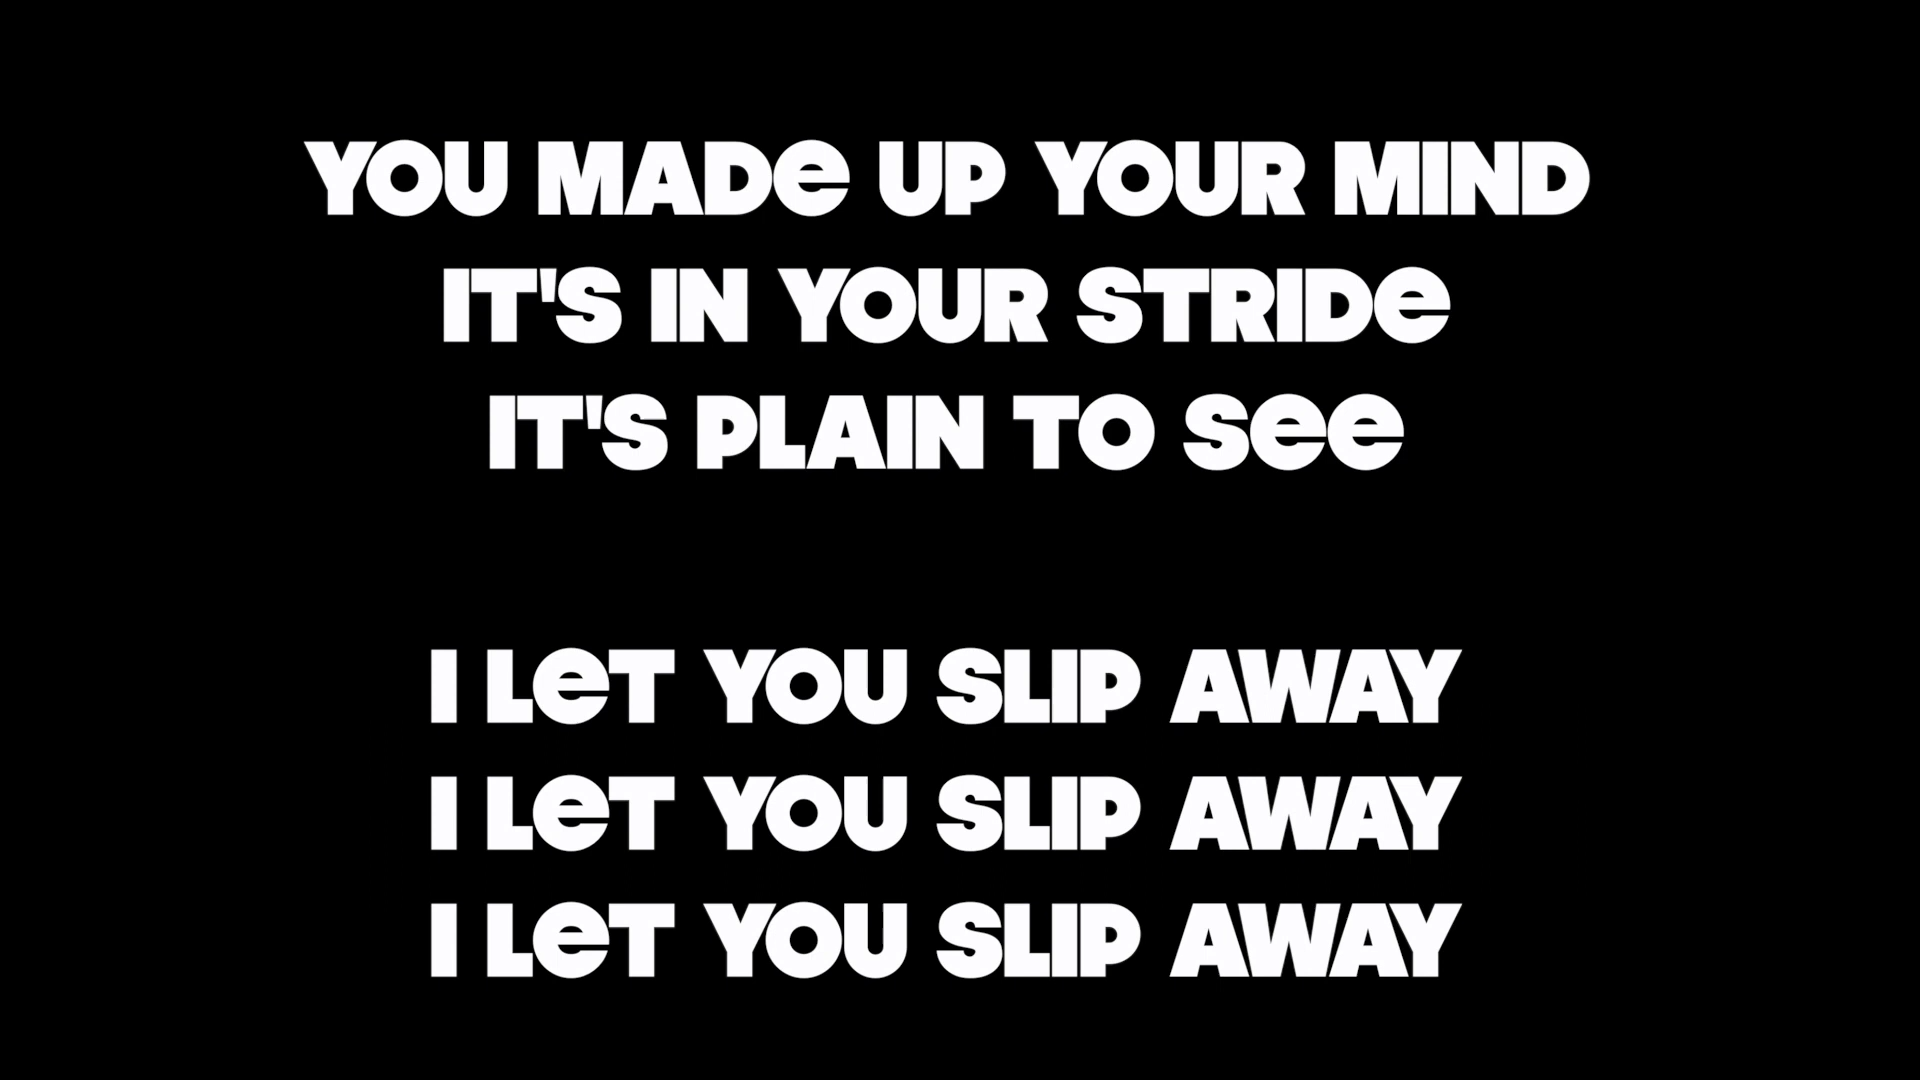 YOU MADe UP YOUR MIND
IT'S IN YOUR STRIDe
IT'S PLAIN TO See
I LeT YOU SLIP AWAY
I LeT YOU SLIP AWAY
I LeT YOU SLIP AWAY